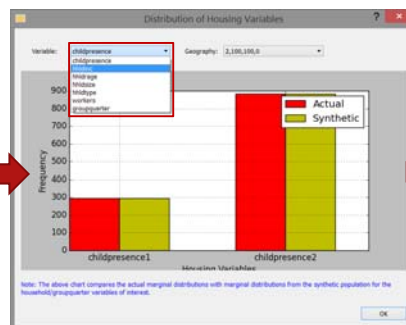 Distribution of Housing Variables
? ×
Variable: childpresence Geography: 2,100,100,0
childpresence
hhldinc
hhldrage
hhldsize
hhldtype
workers
groupquarter
900
800
700
600
500
400
300
200
100
0
Frequency
Actual
Synthetic
childpresence1 childpresence2
Housing Variables
Note: The above chart compares the actual marginal distributions with marginal distributions from the synthetic population for the
household/groupquarter variables of interest.
OK